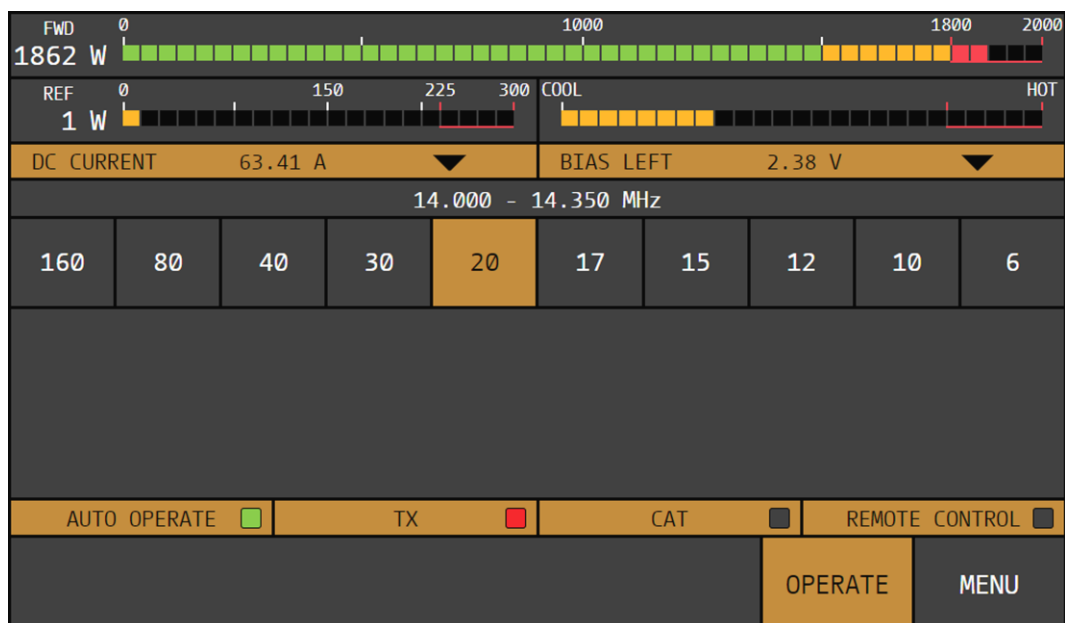 FWD 0 1000 1800 2000
1862 W
REF 0 150 225 300 COOL HOT
1 W
DC CURRENT 63.41 A BIAS LEFT 2.38 V
14.000 - 14.350 MHz
160 80 40 30 20 17 15 12 10 6
AUTO OPERATE TX CAT REMOTE CONTROL
OPERATE MENU